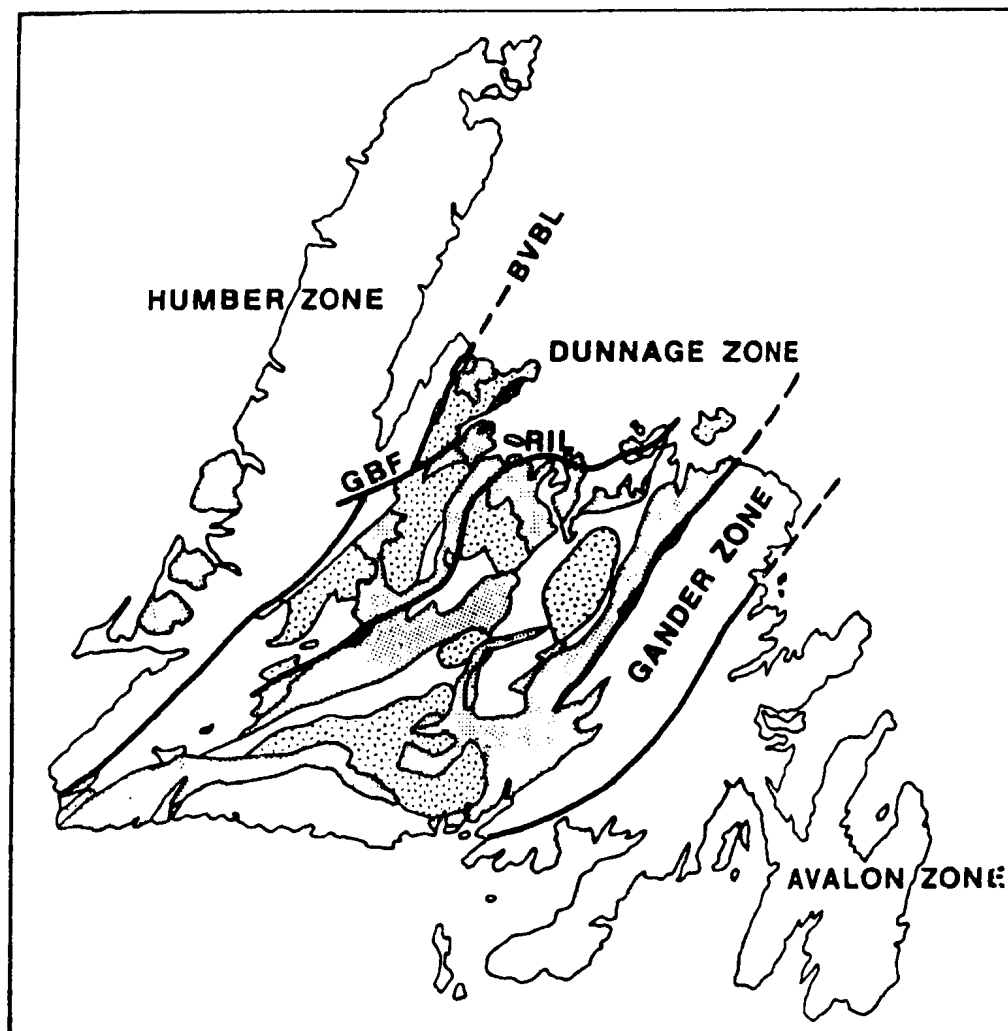 BVBL
HUMBER ZONE
DUNNAGE ZONE
RIL
GBF
GANDER ZONE
AVALON ZONE